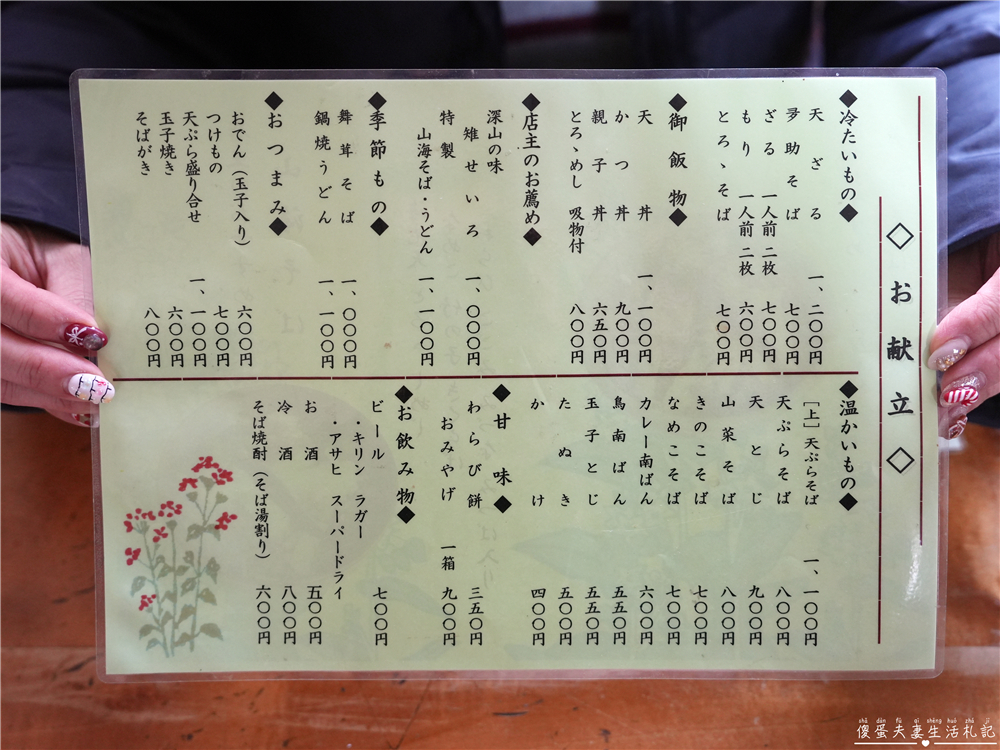 ◇お献立◇
◆冷たいもの◆
天ざる 一、二〇〇円
多助そば 七〇〇円
ざる 一人前 二枚 七〇〇円
もり 一人前 二枚 六〇〇円
とろゝそば 七〇〇円
◆御飯物◆
天丼 一、一〇〇円
かつ丼 九〇〇円
親子丼 六五〇円
とろゝめし 吸物付 八〇〇円
◆店主のお薦め◆
深山の味
雉せいろ 一、〇〇〇円
特製
山海そば・うどん 一、一〇〇円
◆季節もの◆
舞茸そば 一、〇〇〇円
鍋焼うどん 一、一〇〇円
◆おつまみ◆
おでん（玉子入り） 六〇〇円
つけもの 七〇〇円
天ぷら盛り合せ 一、一〇〇円
玉子焼き 六〇〇円
そばがき 八〇〇円
◆温かいもの◆
［上］天ぷらそば 一、一〇〇円
天ぷらそば 八〇〇円
天とじ 九〇〇円
山菜そば 八〇〇円
きのこそば 七〇〇円
なめこそば 七〇〇円
カレー南ばん 六〇〇円
鳥南ばん 五五〇円
玉子とじ 五五〇円
たぬき 五〇〇円
かけ 四〇〇円
◆甘味◆
わらび餅 三五〇円
おみやげ 一箱 九〇〇円
◆お飲み物◆
ビール 七〇〇円
・キリン ラガー
・アサヒ スーパードライ
お酒 五〇〇円
冷酒 八〇〇円
そば焼酎（そば湯割り） 六〇〇円
shǎ dàn fū qī shēng huó zhá jì
傻蛋夫妻生活札記